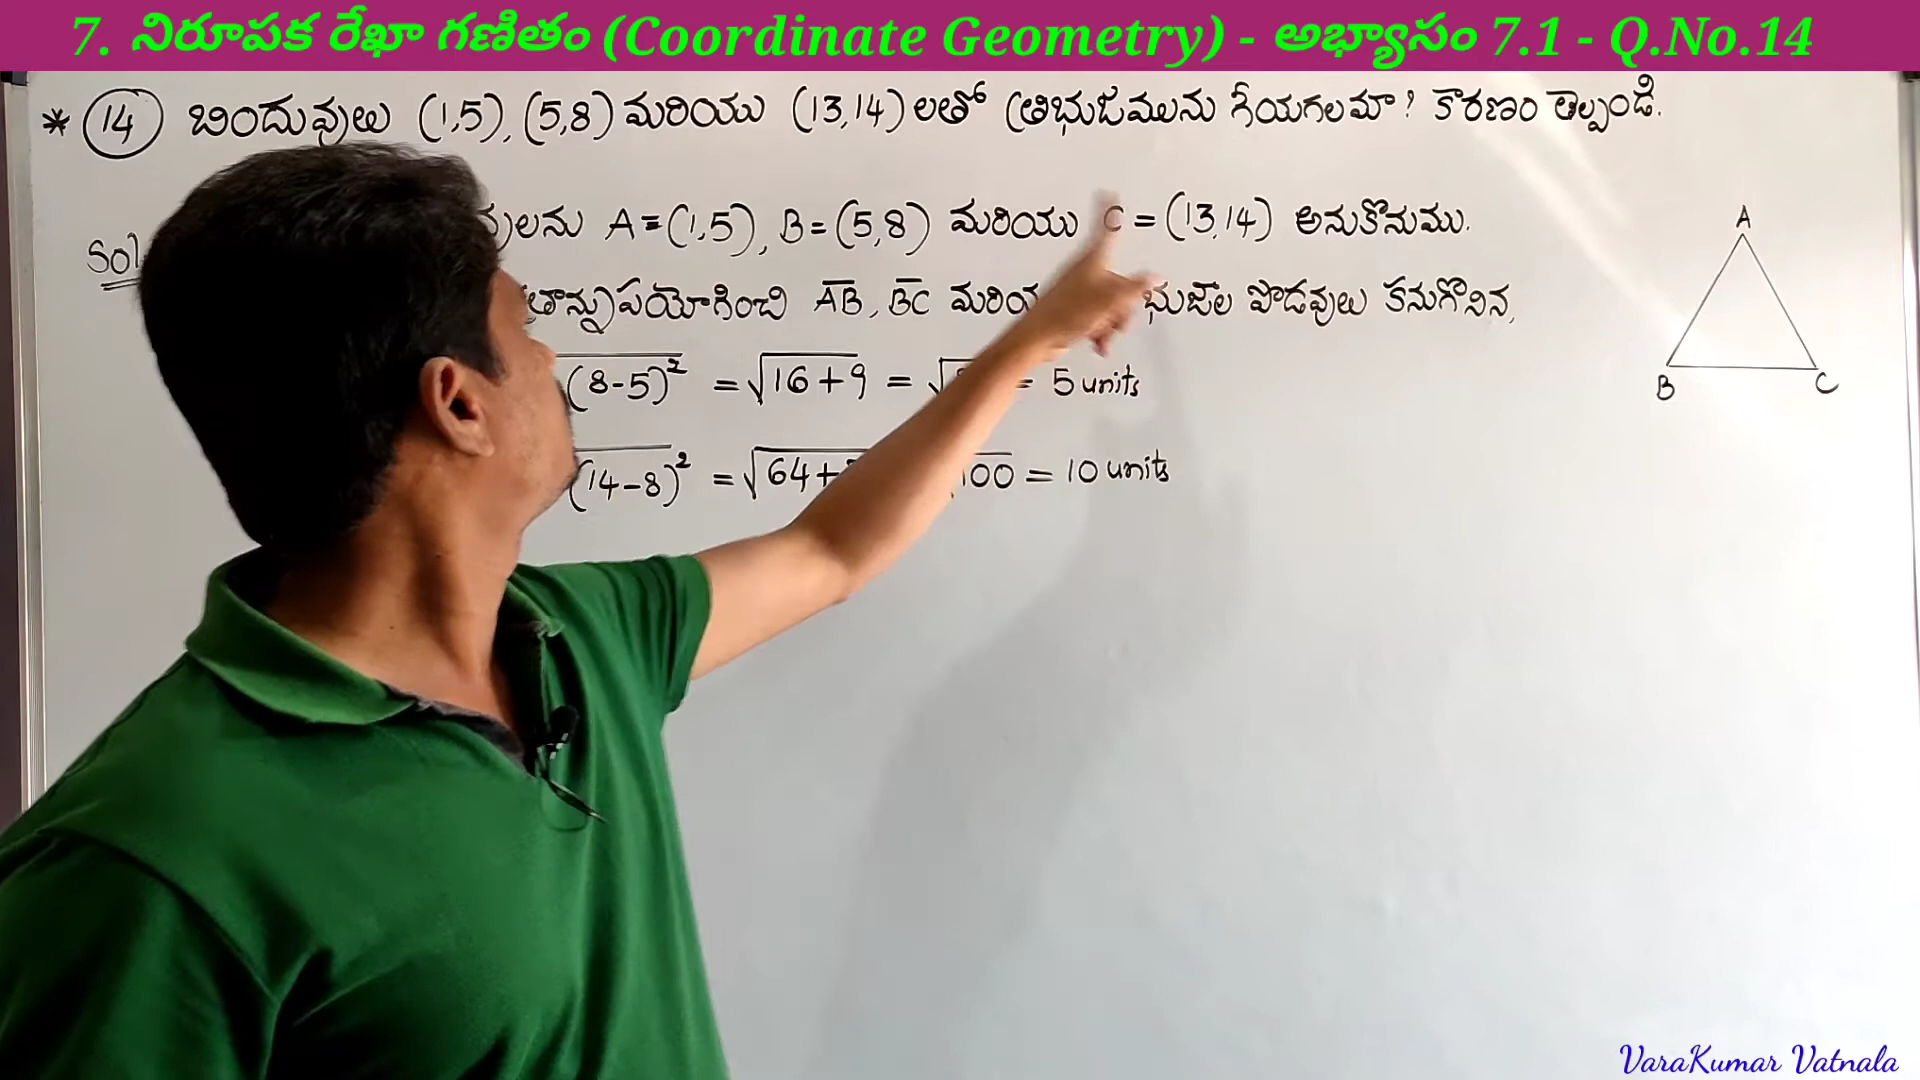 7. నిరూపక రేఖా గణితం (Coordinate Geometry) - అభ్యాసం 7.1 - Q.No.14
* 14 బిందువులు (1,5), (5,8) మరియు (13,14) లతో త్రిభుజమును గీయగలమా? కారణం తెల్పండి.
Sol A = (1,5), B = (5,8) మరియు C = (13,14) అనుకొనుము.
AB, BC మరియ భుజాల పొడవులు కనుగొనిన,
(8-5)² = √16+9 = √ = 5 units
(14-8)² = √64+ √100 = 10 units
A
B C
VaraKumar Vatnala